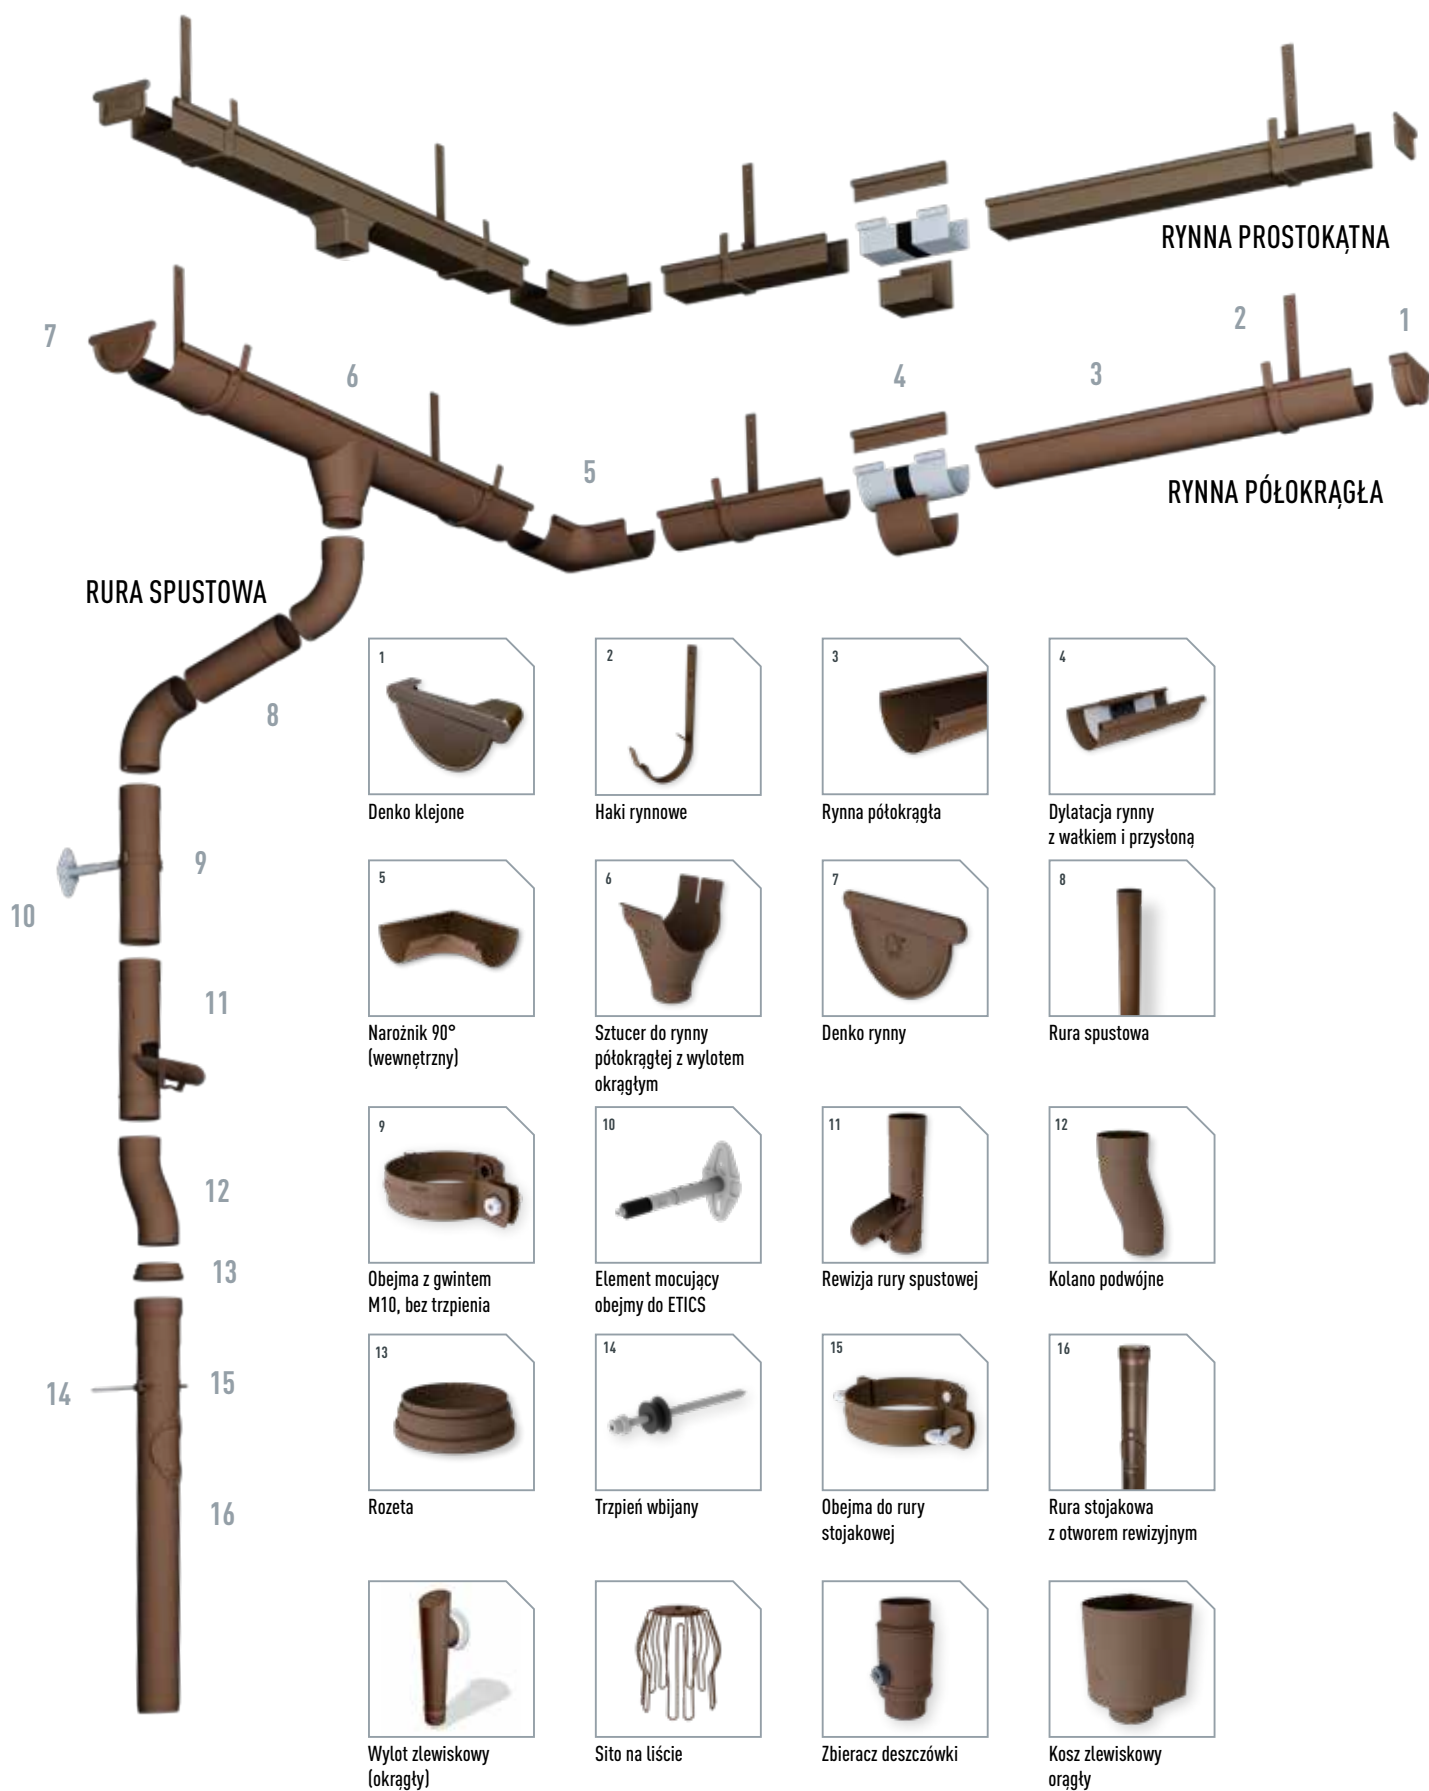 RYNNA PROSTOKĄTNA
7
6
5
4
3
2
1
RYNNA PÓŁOKRĄGŁA
RURA SPUSTOWA
8
9
10
11
12
13
14
15
16
1
Denko klejone
2
Haki rynnowe
3
Rynna półokrągła
4
Dylatacja rynny
z wałkiem i przysłoną
5
Narożnik 90°
(wewnętrzny)
6
Sztucer do rynny
półokrągłej z wylotem
okrągłym
7
Denko rynny
8
Rura spustowa
9
Obejma z gwintem
M10, bez trzpienia
10
Element mocujący
obejmy do ETICS
11
Rewizja rury spustowej
12
Kolano podwójne
13
Rozeta
14
Trzpień wbijany
15
Obejma do rury
stojakowej
16
Rura stojakowa
z otworem rewizyjnym
Wylot zlewiskowy
(okrągły)
Sito na liście
Zbieracz deszczówki
Kosz zlewiskowy
orągły